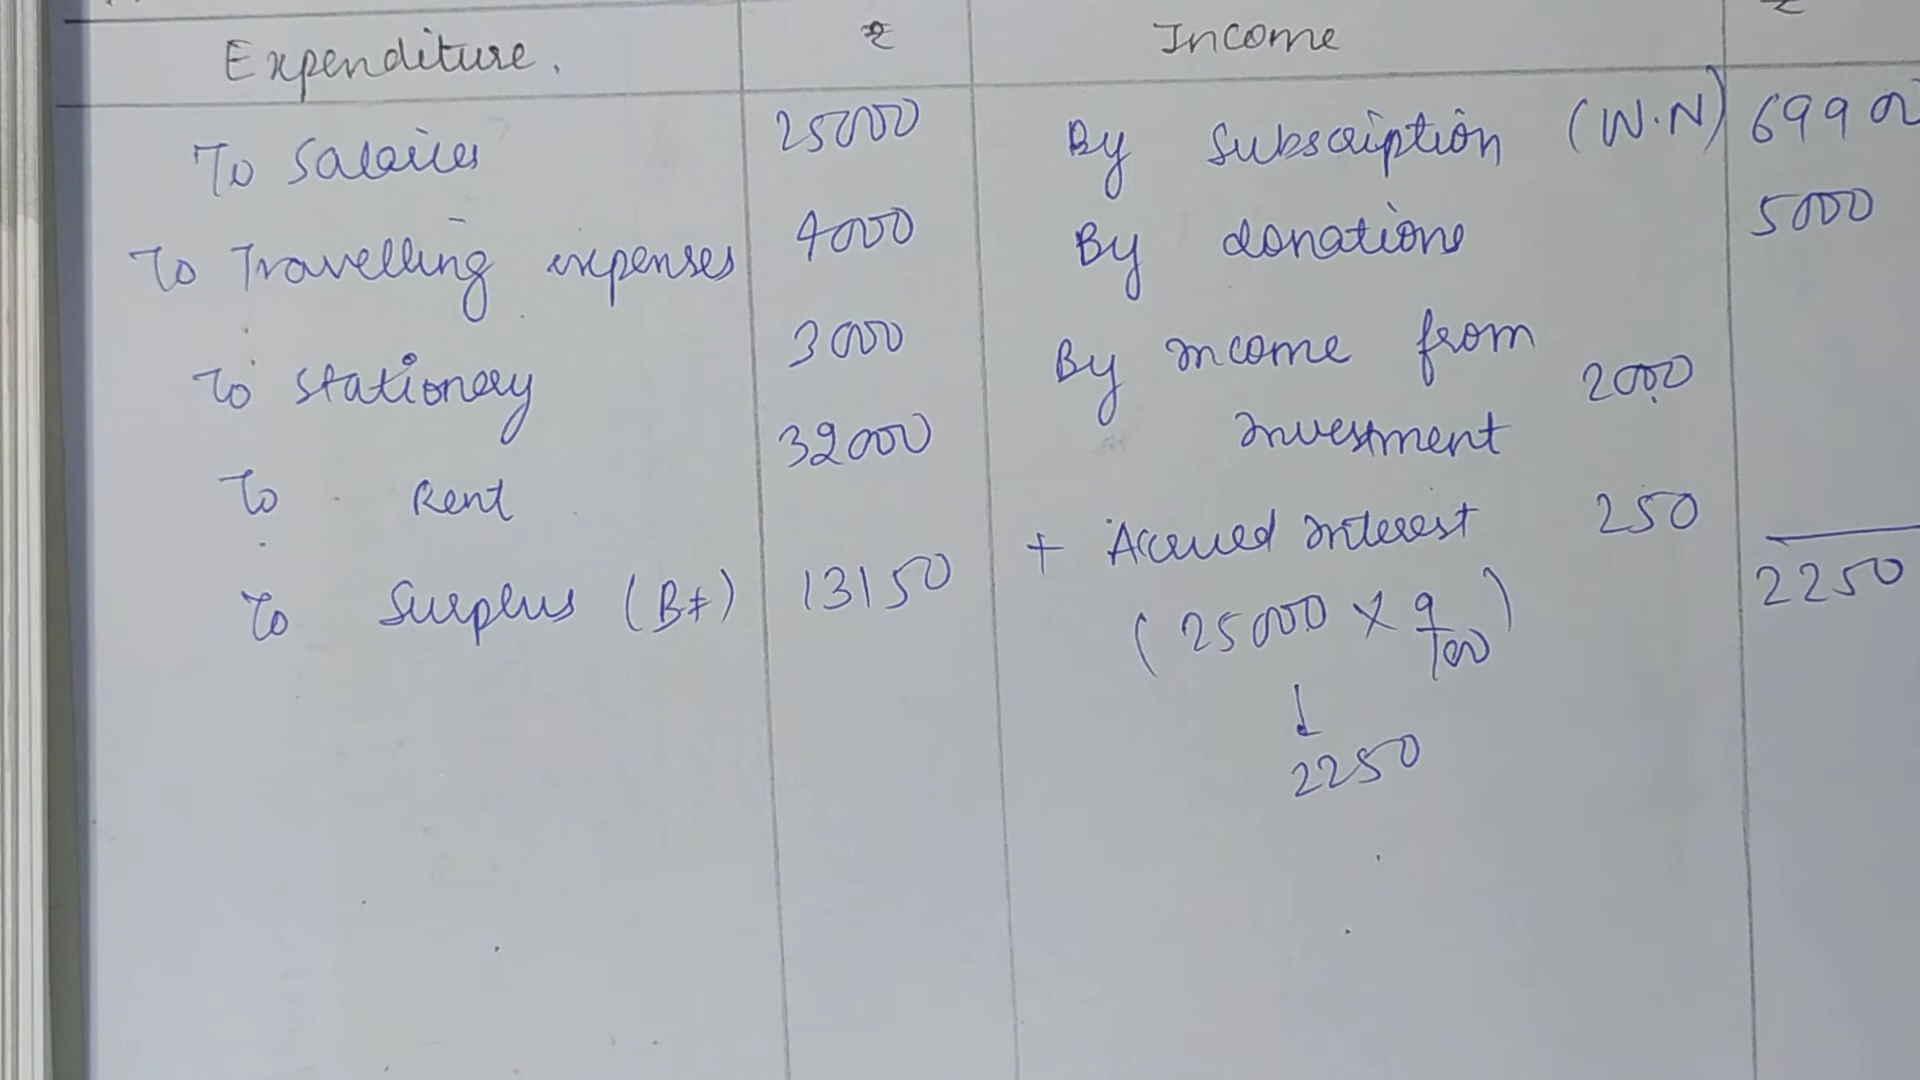 Expenditure. ₹ Income ₹
To Salaries 25000 By Subscription (W.N) 69900
To Travelling expenses 4000 By donations 5000
To Stationery 3000 By income from
Investment 2000
To Rent 32000
+ Accrued interest 250
To Surplus (B/f) 13150 2250
(25000 x 9/100)
↓
2250